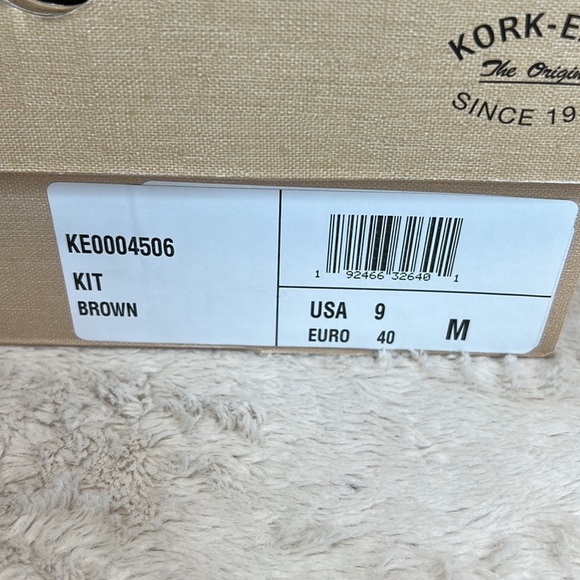 KORK-E
The Origin
SINCE 19
KE0004506
KIT
BROWN
1 92466 32640 1
USA 9
EURO 40
M